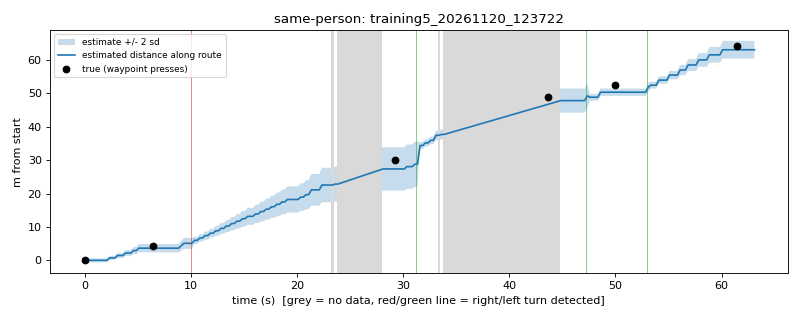 same-person: training5_20261120_123722
estimate +/- 2 sd
estimated distance along route
true (waypoint presses)
m from start
60
50
40
30
20
10
0
0 10 20 30 40 50 60
time (s) [grey = no data, red/green line = right/left turn detected]